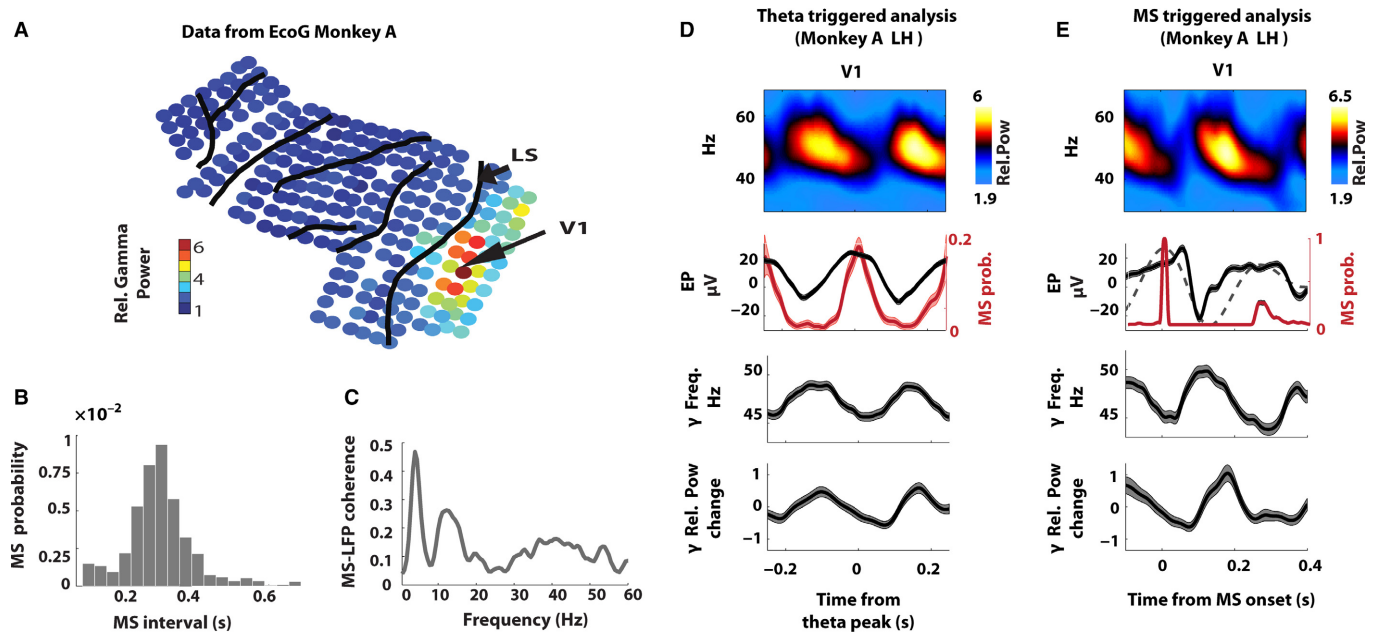 A
Data from EcoG Monkey A
LS
V1
Rel. Gamma
Power
6
4
1
B
×10⁻²
MS probability
1
0.75
0.5
0.25
0
0.2
0.4
0.6
MS interval (s)
C
MS-LFP coherence
0.5
0.4
0.3
0.2
0.1
0
0
10
20
30
40
50
60
Frequency (Hz)
D
Theta triggered analysis
(Monkey A LH )
V1
Hz
60
40
6
Rel.Pow
1.9
EP
µV
20
0
−20
0.2
MS prob.
0
γ Freq.
Hz
50
45
γ Rel. Pow
change
1
0
−1
−0.2
0
0.2
Time from
theta peak (s)
E
MS triggered analysis
(Monkey A LH )
V1
Hz
60
40
6.5
Rel.Pow
1.9
EP
µV
20
0
−20
1
MS prob.
0
γ Freq.
Hz
50
45
γ Rel. Pow
change
1
0
−1
0
0.2
0.4
Time from MS onset (s)